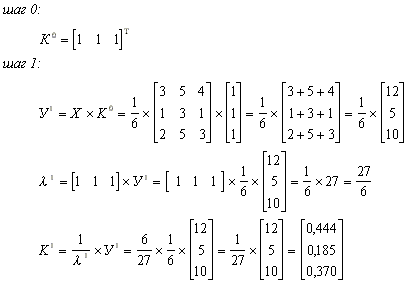 шаг 0:
K⁰ = [1 1 1]ᵀ
шаг 1:
У¹ = X × K⁰ = 1/6 × [3 5 4; 1 3 1; 2 5 3] × [1; 1; 1] = 1/6 × [3+5+4; 1+3+1; 2+5+3] = 1/6 × [12; 5; 10]
λ¹ = [1 1 1] × У¹ = [1 1 1] × 1/6 × [12; 5; 10] = 1/6 × 27 = 27/6
K¹ = 1/λ¹ × У¹ = 6/27 × 1/6 × [12; 5; 10] = 1/27 × [12; 5; 10] = [0,444; 0,185; 0,370]